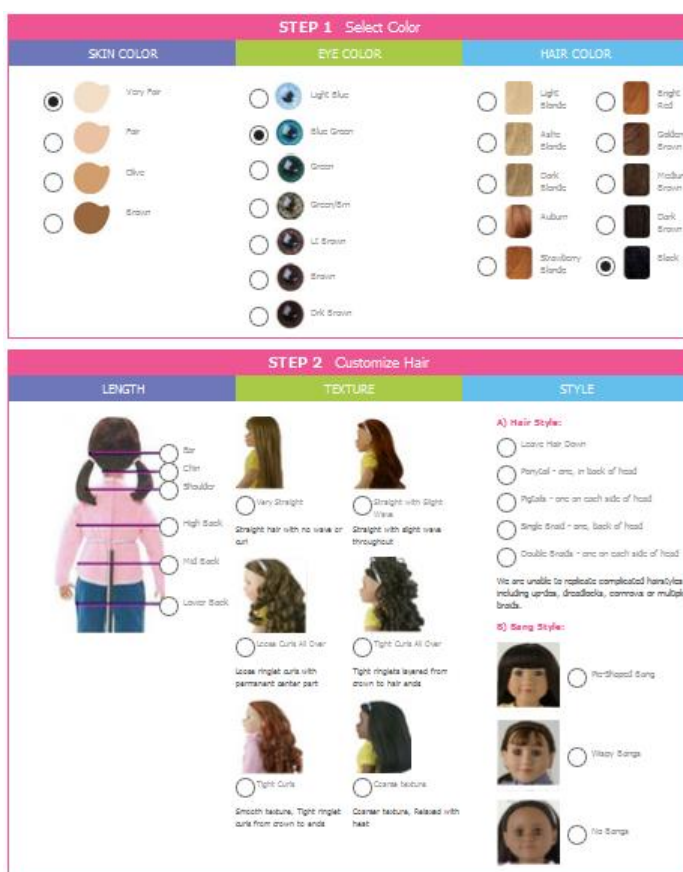 STEP 1 Select Color
SKIN COLOR
EYE COLOR
HAIR COLOR
Very Fair
Fair
Olive
Brown
Light Blue
Blue Green
Green
Green/Brn
Lt Brown
Brown
Drk Brown
Light
Blonde
Ashe
Blonde
Dark
Blonde
Auburn
Strawberry
Blonde
Bright
Red
Golden
Brown
Medium
Brown
Dark
Brown
Black
STEP 2 Customize Hair
LENGTH
TEXTURE
STYLE
Ear
Chin
Shoulder
High Back
Mid Back
Lower Back
Very Straight
Straight hair with no wave or
curl
Straight with Slight
Wave
Straight with slight wave
throughout
Loose Curls All Over
Loose ringlet curls with
permanent center part
Tight Curls All Over
Tight ringlets layered from
crown to hair ends
Tight Curls
Smooth texture, Tight ringlet
curls from crown to ends
Coarse texture
Coarser texture, Relaxed with
heat
A) Hair Style:
Leave Hair Down
Ponytail - one, in back of head
Pigtails - one on each side of head
Single Braid - one, back of head
Double Braids - one on each side of head
We are unable to replicate complicated hairstyles
including updos, dreadlocks, cornrows or multiple
braids.
B) Bang Style:
Pre-Shaped Bang
Wispy Bangs
No Bangs